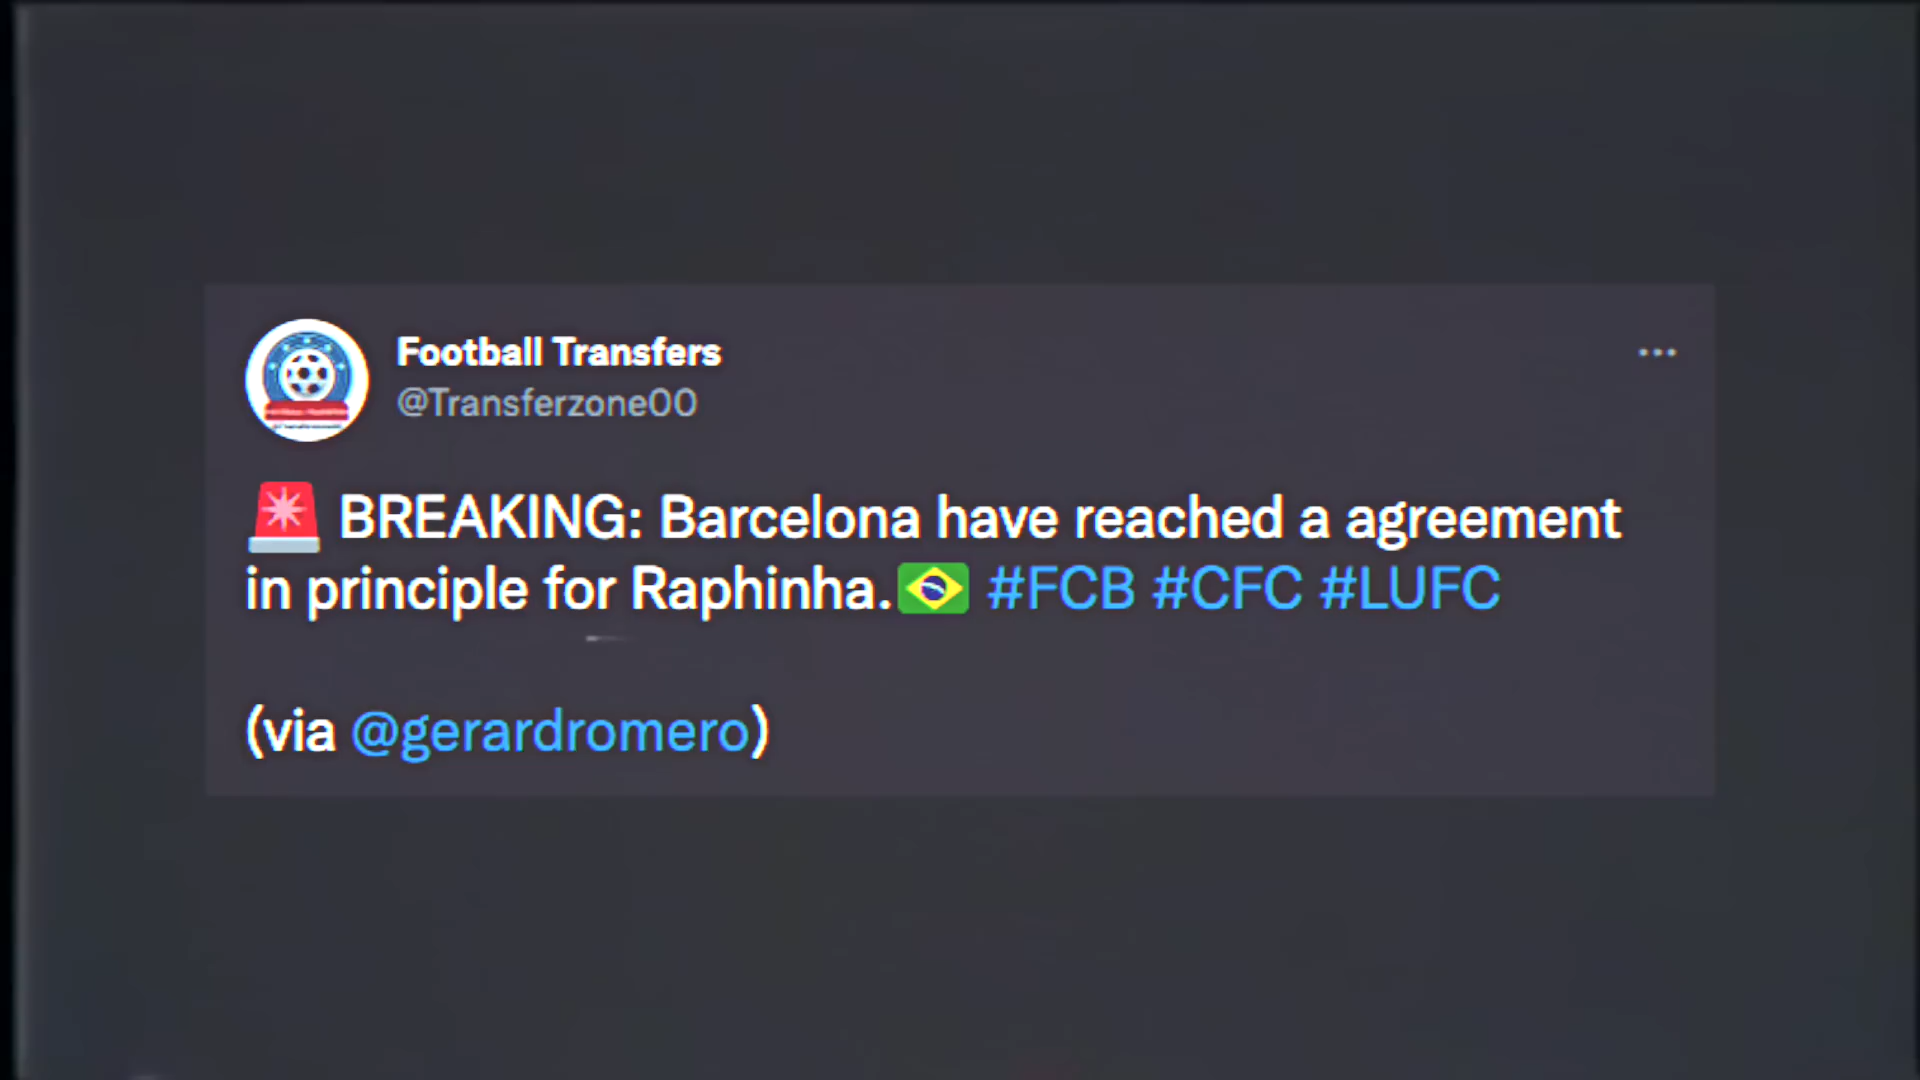 Football Transfers
@Transferzone00
🚨 BREAKING: Barcelona have reached a agreement
in principle for Raphinha.🇧🇷 #FCB #CFC #LUFC
(via @gerardromero)